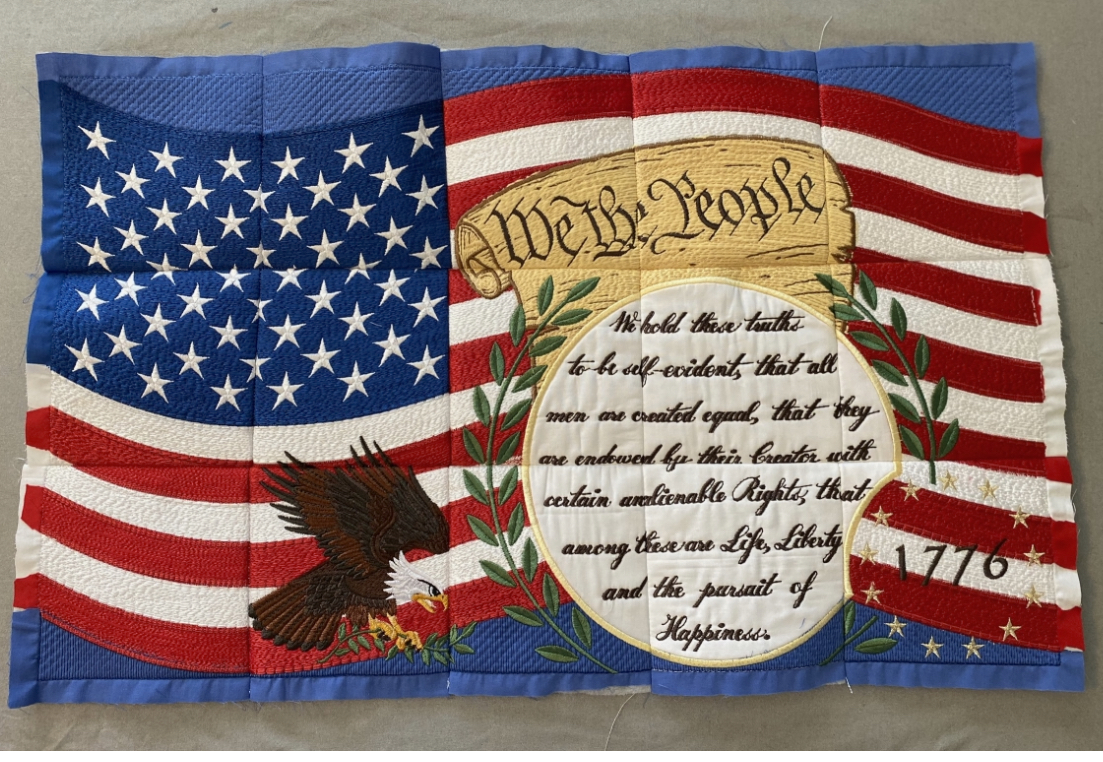 We The People
We hold these truths
to be self-evident, that all
men are created equal, that they
are endowed by their Creator with
certain unalienable Rights, that
among these are Life, Liberty
and the pursuit of
Happiness.
1776